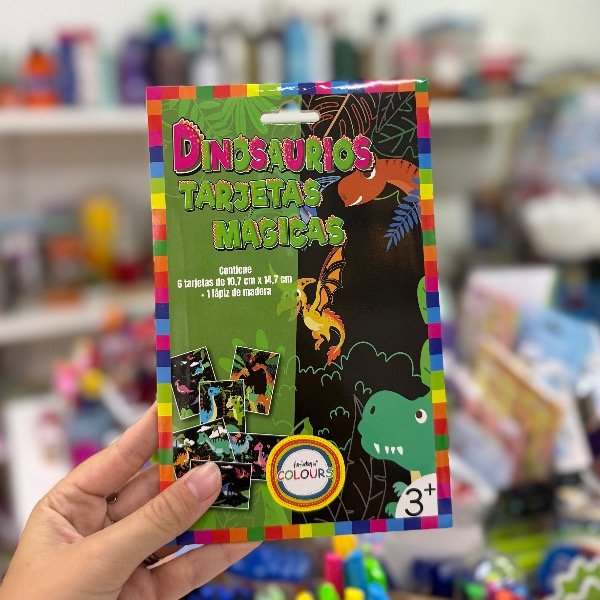 DINOSAURIOS
TARJETAS
MAGICAS
Contiene
6 tarjetas de 10,7 cm x 14,7 cm
+ 1 lápiz de madera
COLOURS
3+